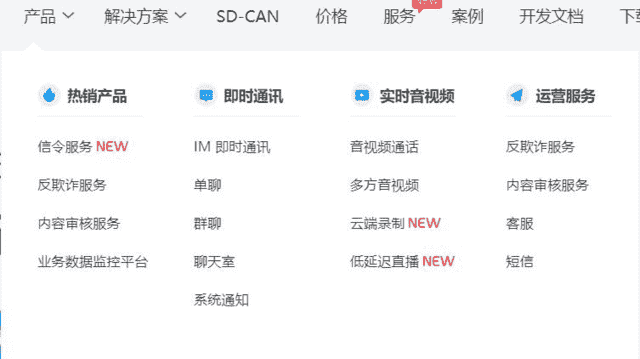 产品 解决方案 SD-CAN 价格 服务 案例 开发文档
热销产品 即时通讯 实时音视频 运营服务
信令服务 NEW IM 即时通讯 音视频通话 反欺诈服务
反欺诈服务 单聊 多方音视频 内容审核服务
内容审核服务 群聊 云端录制 NEW 客服
业务数据监控平台 聊天室 低延迟直播 NEW 短信
系统通知